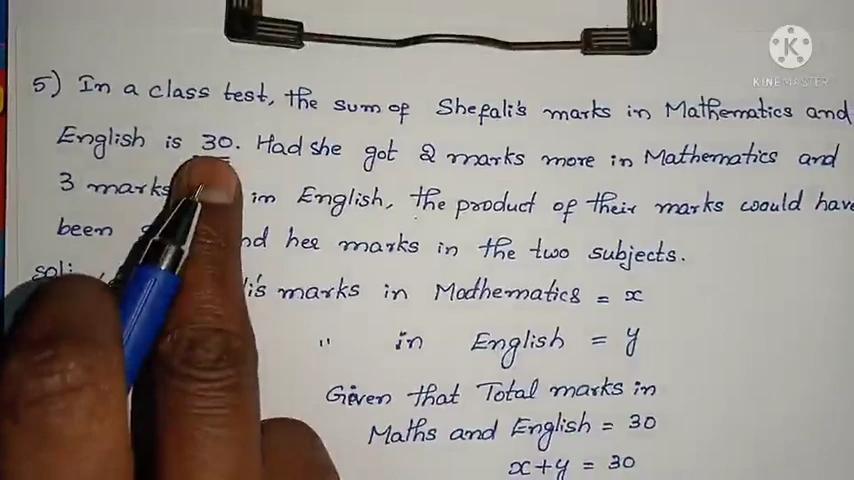 KINEMASTER
5) In a class test, the sum of Shefali's marks in Mathematics and
English is 30. Had she got 2 marks more in Mathematics and
3 marks in English, the product of their marks would have
been her marks in the two subjects.
marks in Mathematics = x
" in English = y
Given that Total marks in
Maths and English = 30
x+y = 30